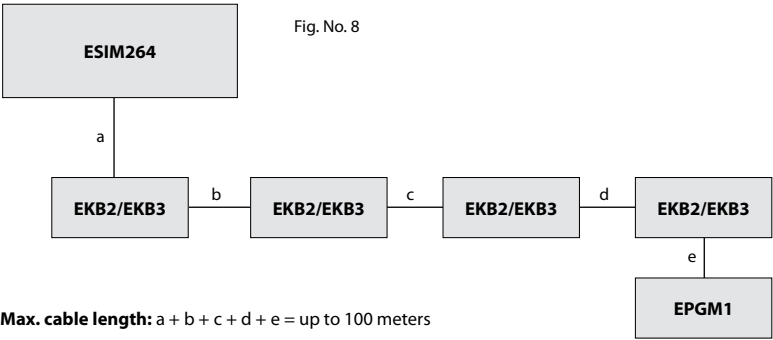 Fig. No. 8
ESIM264
a
EKB2/EKB3
b
EKB2/EKB3
c
EKB2/EKB3
d
EKB2/EKB3
e
EPGM1
Max. cable length: a + b + c + d + e = up to 100 meters